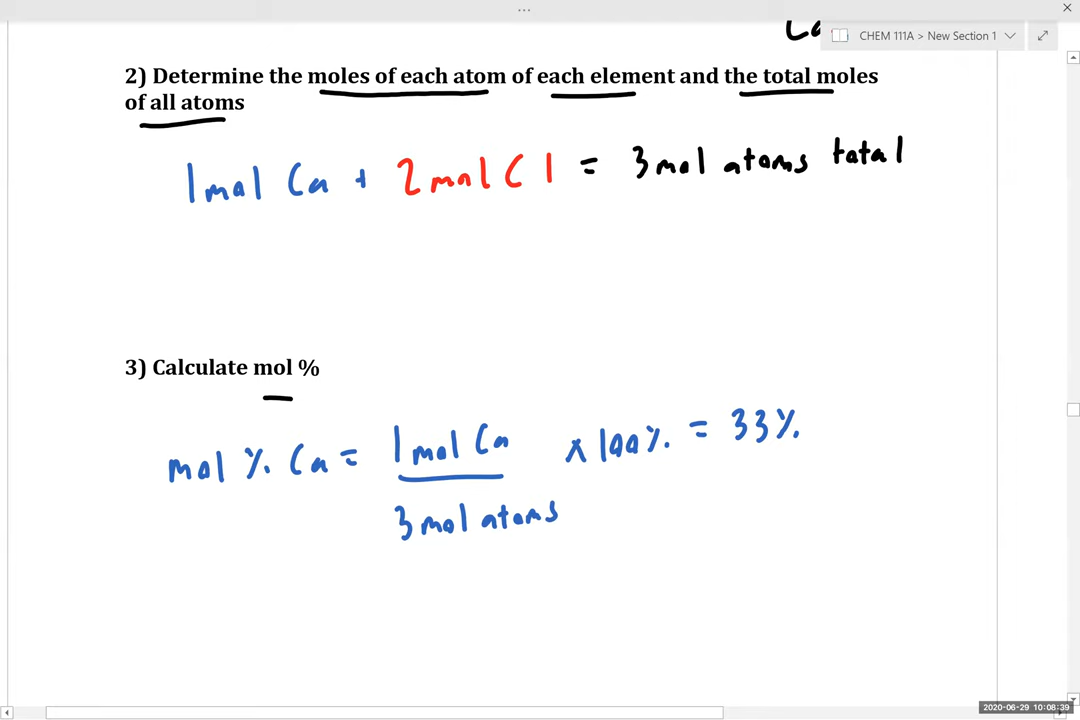 CHEM 111A > New Section 1
2) Determine the moles of each atom of each element and the total moles
of all atoms
1 mol Ca + 2 mol Cl = 3 mol atoms total
3) Calculate mol %
mol % Ca = 1 mol Ca x 100% = 33%
3 mol atoms
2020-06-29 10:08:39